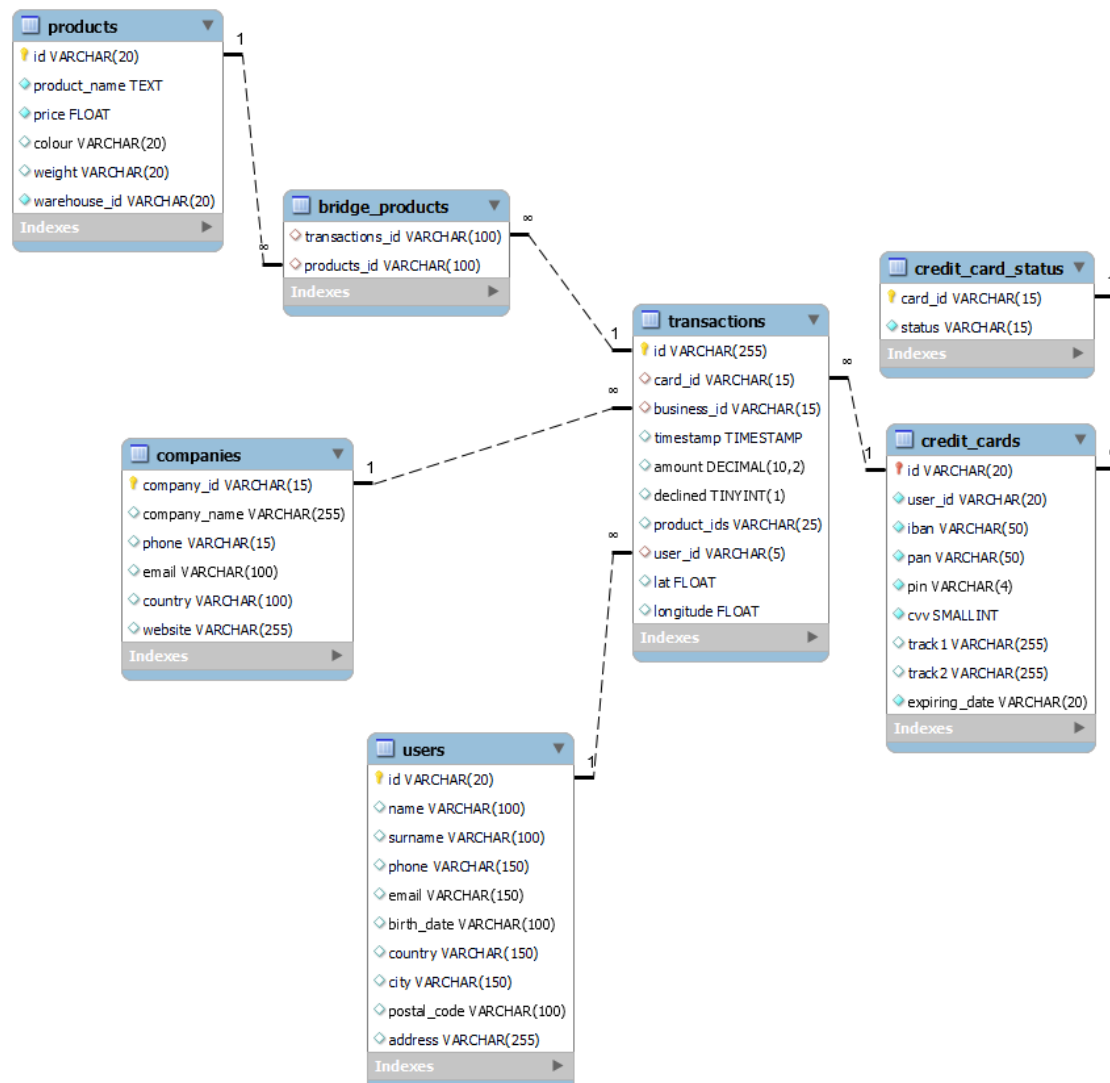 products
id VARCHAR(20)
product_name TEXT
price FLOAT
colour VARCHAR(20)
weight VARCHAR(20)
warehouse_id VARCHAR(20)
Indexes
1
∞
bridge_products
transactions_id VARCHAR(100)
products_id VARCHAR(100)
Indexes
∞
1
transactions
id VARCHAR(255)
card_id VARCHAR(15)
business_id VARCHAR(15)
timestamp TIMESTAMP
amount DECIMAL(10,2)
declined TINYINT(1)
product_ids VARCHAR(25)
user_id VARCHAR(5)
lat FLOAT
longitude FLOAT
Indexes
∞
∞
∞
1
credit_card_status
card_id VARCHAR(15)
status VARCHAR(15)
Indexes
credit_cards
id VARCHAR(20)
user_id VARCHAR(20)
iban VARCHAR(50)
pan VARCHAR(50)
pin VARCHAR(4)
cvv SMALLINT
track1 VARCHAR(255)
track2 VARCHAR(255)
expiring_date VARCHAR(20)
Indexes
companies
company_id VARCHAR(15)
company_name VARCHAR(255)
phone VARCHAR(15)
email VARCHAR(100)
country VARCHAR(100)
website VARCHAR(255)
Indexes
1
users
id VARCHAR(20)
name VARCHAR(100)
surname VARCHAR(100)
phone VARCHAR(150)
email VARCHAR(150)
birth_date VARCHAR(100)
country VARCHAR(150)
city VARCHAR(150)
postal_code VARCHAR(100)
address VARCHAR(255)
Indexes
1